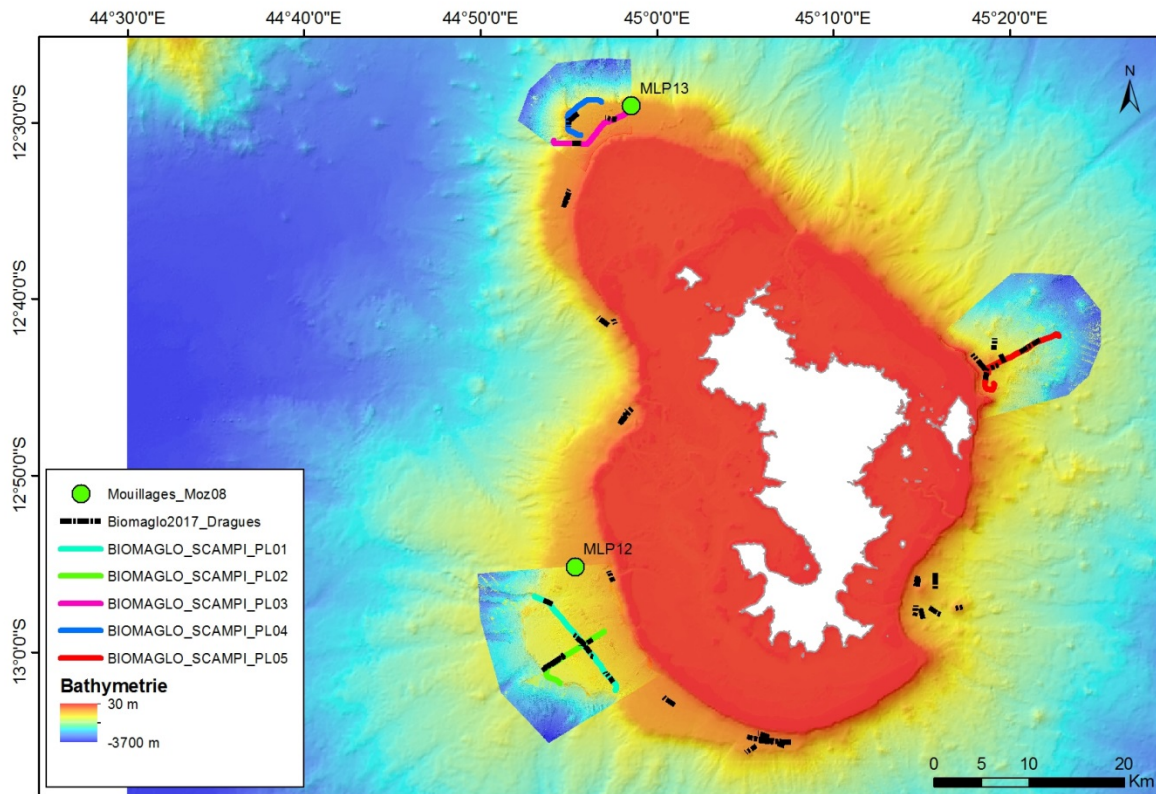 44°30'0"E 44°40'0"E 44°50'0"E 45°0'0"E 45°10'0"E 45°20'0"E
N
MLP13
12°30'0"S
12°40'0"S
12°50'0"S
13°0'0"S
MLP12
Mouillages_Moz08
Biomaglo2017_Dragues
BIOMAGLO_SCAMPI_PL01
BIOMAGLO_SCAMPI_PL02
BIOMAGLO_SCAMPI_PL03
BIOMAGLO_SCAMPI_PL04
BIOMAGLO_SCAMPI_PL05
Bathymetrie
30 m
-3700 m
0 5 10 20
Km